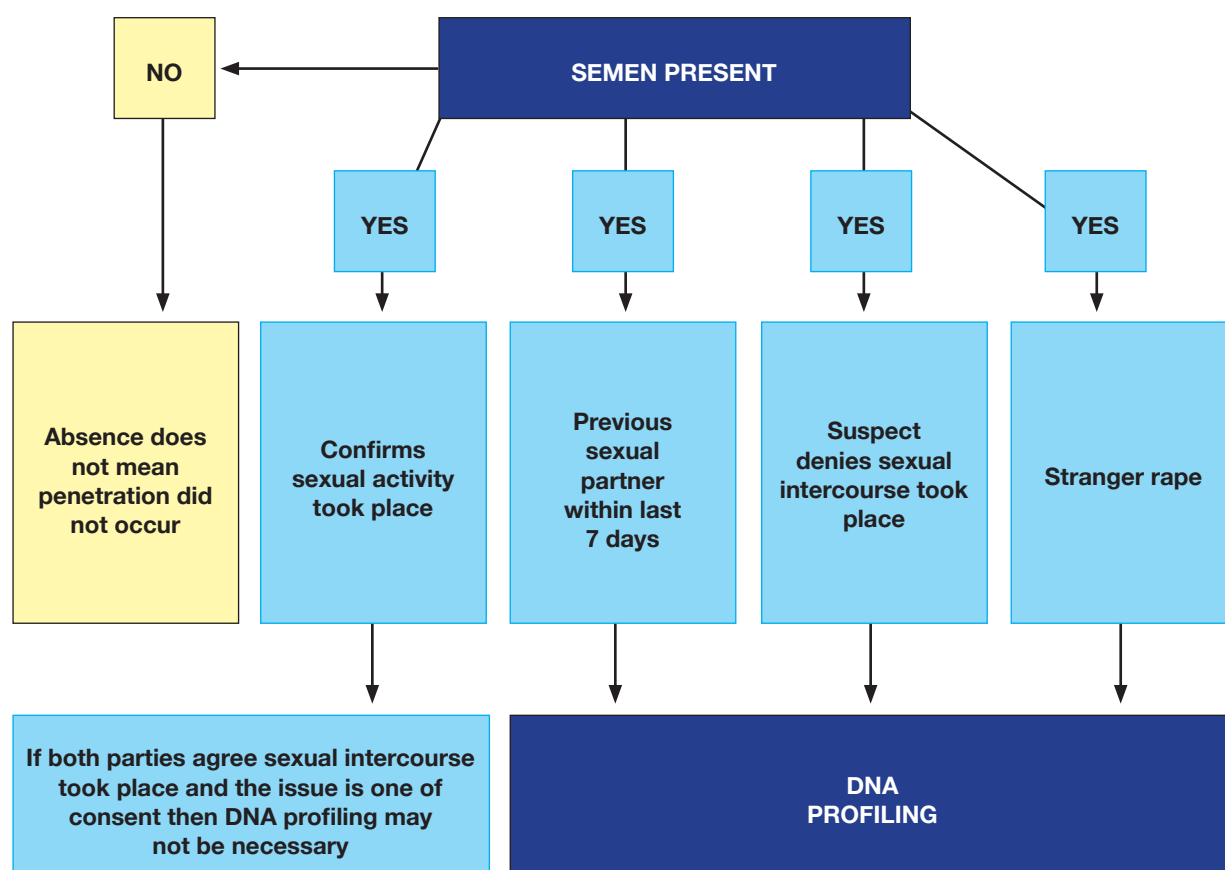 NO
SEMEN PRESENT
YES
YES
YES
YES
Absence does
not mean
penetration did
not occur
Confirms
sexual activity
took place
Previous
sexual
partner
within last
7 days
Suspect
denies sexual
intercourse took
place
Stranger rape
If both parties agree sexual intercourse
took place and the issue is one of
consent then DNA profiling may
not be necessary
DNA
PROFILING